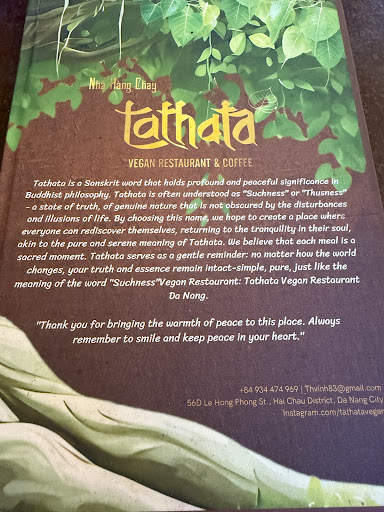 Nhà Hàng Chay
tathata
VEGAN RESTAURANT & COFFEE
Tathata is a Sanskrit word that holds profound and peaceful significance in
Buddhist philosophy. Tathata is often understood as "Suchness" or "Thusness"
- a state of truth, of genuine nature that is not obscured by the disturbances
and illusions of life. By choosing this name, we hope to create a place where
everyone can rediscover themselves, returning to the tranquility in their soul,
akin to the pure and serene meaning of Tathata. We believe that each meal is a
sacred moment. Tathata serves as a gentle reminder: no matter how the world
changes, your truth and essence remain intact-simple, pure, just like the
meaning of the word "Suchness"Vegan Restaurant: Tathata Vegan Restaurant
Da Nang.
"Thank you for bringing the warmth of peace to this place. Always
remember to smile and keep peace in your heart."
+84 934 474 969 | Thvinh83@gmail.com
56D Le Hong Phong St., Hai Chau District, Da Nang City
Instagram.com/tathatavegan